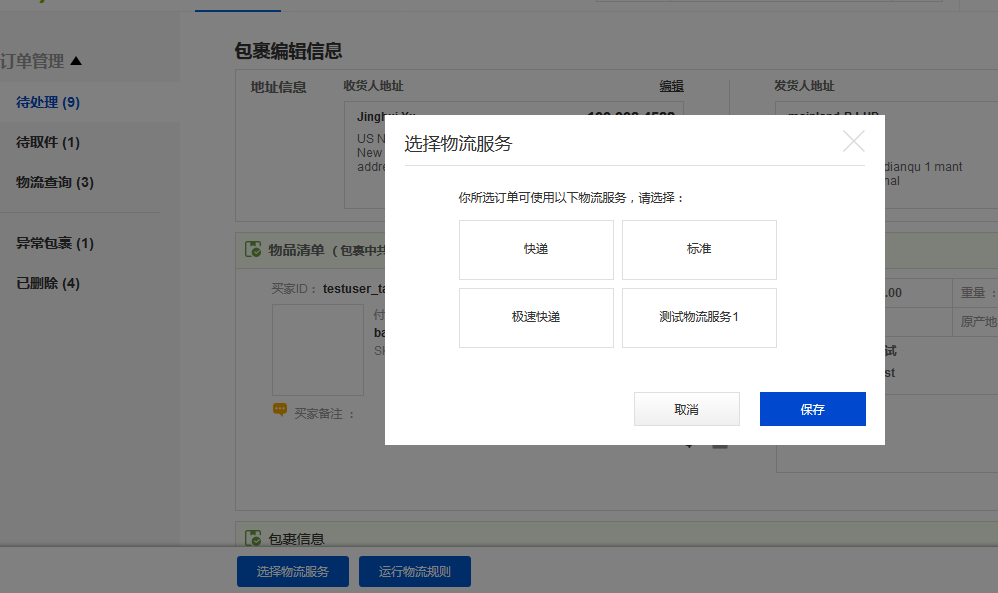 订单管理
待处理 (9)
待取件 (1)
物流查询 (3)
异常包裹 (1)
已删除 (4)
包裹编辑信息
地址信息
收货人地址
编辑
发货人地址
US N
New
addre
dianqu 1 mant
nal
选择物流服务
你所选订单可使用以下物流服务，请选择：
快递
标准
极速快递
测试物流服务1
取消
保存
物品清单（包裹中共
买家ID： testuser_ta
付
ba
SK
买家备注 ：
.00
重量 ：
原产地
试
st
包裹信息
选择物流服务
运行物流规则